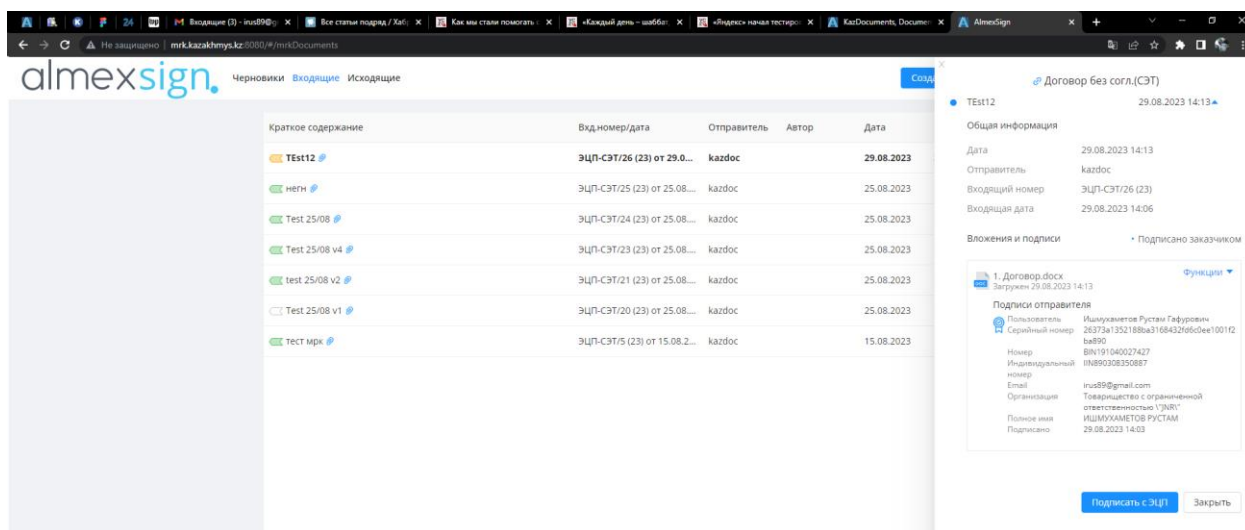 24
Входящие (3) - irus89@g
Все статьи подряд / Хаб
Как мы стали помогать
«Каждый день – шаббат
«Яндекс» начал тестиро
KazDocuments, Documen
AlmexSign
Не защищено | mrk.kazakhmys.kz:8080/#/mrkDocuments
almexsign.
Черновики Входящие Исходящие
Созда
Краткое содержание Вхд.номер/дата Отправитель Автор Дата
TEst12 ЭЦП-СЭТ/26 (23) от 29.0... kazdoc 29.08.2023
негн ЭЦП-СЭТ/25 (23) от 25.08.... kazdoc 25.08.2023
Test 25/08 ЭЦП-СЭТ/24 (23) от 25.08.... kazdoc 25.08.2023
Test 25/08 v4 ЭЦП-СЭТ/23 (23) от 25.08.... kazdoc 25.08.2023
test 25/08 v2 ЭЦП-СЭТ/21 (23) от 25.08.... kazdoc 25.08.2023
Test 25/08 v1 ЭЦП-СЭТ/20 (23) от 25.08.... kazdoc 25.08.2023
тест мрк ЭЦП-СЭТ/5 (23) от 15.08.2... kazdoc 15.08.2023
Договор без согл.(СЭТ)
TEst12 29.08.2023 14:13
Общая информация
Дата 29.08.2023 14:13
Отправитель kazdoc
Входящий номер ЭЦП-СЭТ/26 (23)
Входящая дата 29.08.2023 14:06
Вложения и подписи • Подписано заказчиком
1. Договор.docx Функции
Загружен 29.08.2023 14:13
Подписи отправителя
Пользователь Ишмухаметов Рустам Гафурович
Серийный номер 26373a1352188ba3168432fd6c0ee1001f2
ba890
Номер BIN191040027427
Индивидуальный IIN890308350887
номер
Email irus89@gmail.com
Организация Товарищество с ограниченной
ответственностью \"JNR\"
Полное имя ИШМУХАМЕТОВ РУСТАМ
Подписано 29.08.2023 14:03
Подписать с ЭЦП Закрыть